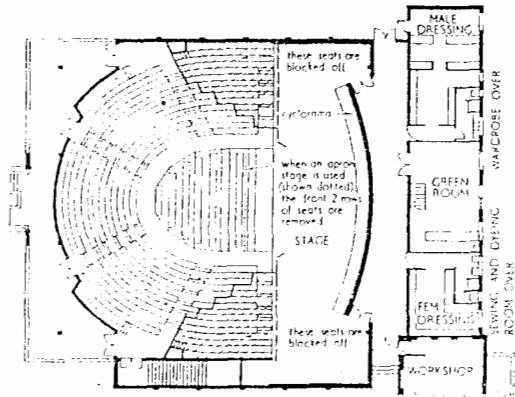 these seats are
blocked off
cyclorama
when an apron
stage is used
(shown dotted)
the front 2 rows
of seats are
removed
STAGE
these seats are
blocked off
MALE
DRESSING
GREEN
ROOM
FEM
DRESSING
WORKSHOP
WARDROBE OVER
SEWING AND DYEING
ROOM OVER